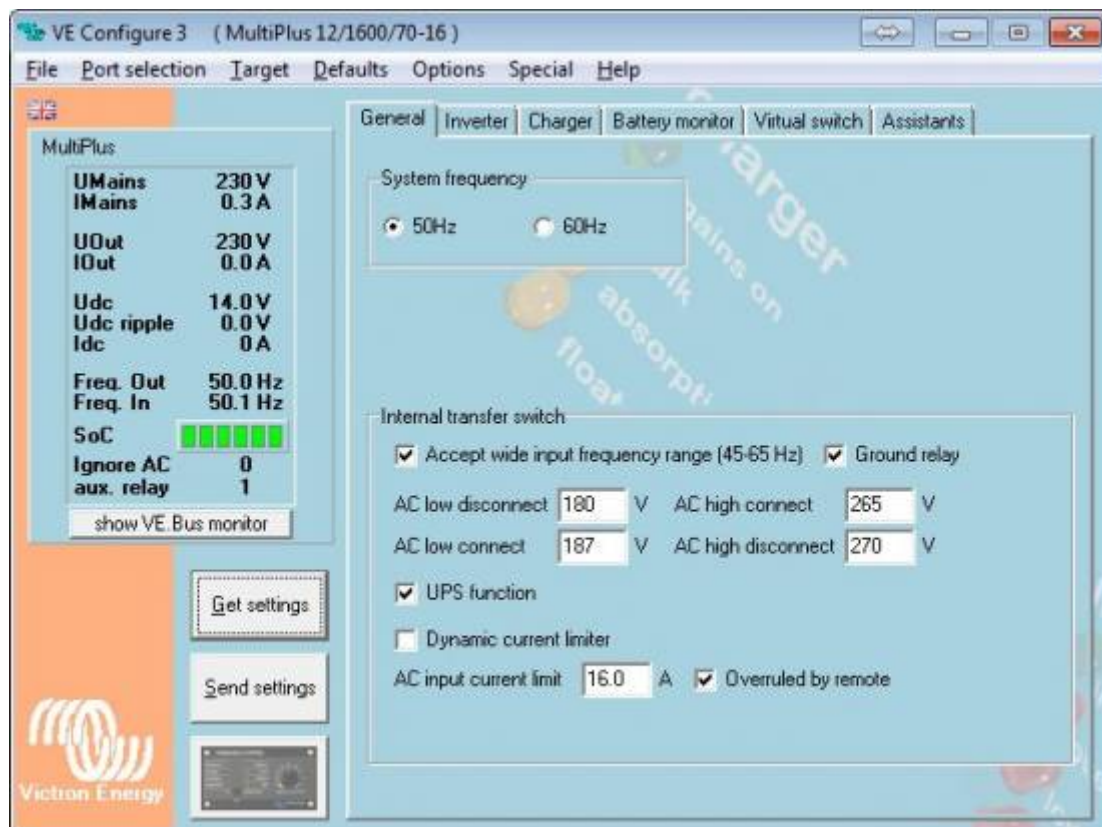 VE Configure 3 ( MultiPlus 12/1600/70-16 )
File Port selection Target Defaults Options Special Help
MultiPlus
UMains 230 V
IMains 0.3 A
UOut 230 V
IOut 0.0 A
Udc 14.0 V
Udc ripple 0.0 V
Idc 0 A
Freq. Out 50.0 Hz
Freq. In 50.1 Hz
SoC
Ignore AC 0
aux. relay 1
show VE.Bus monitor
Get settings
Send settings
Victron Energy
General Inverter Charger Battery monitor Virtual switch Assistants
System frequency
50Hz 60Hz
Internal transfer switch
Accept wide input frequency range (45-65 Hz) Ground relay
AC low disconnect 180 V AC high connect 265 V
AC low connect 187 V AC high disconnect 270 V
UPS function
Dynamic current limiter
AC input current limit 16.0 A Overruled by remote
charger
mains on
bulk
absorpti
float